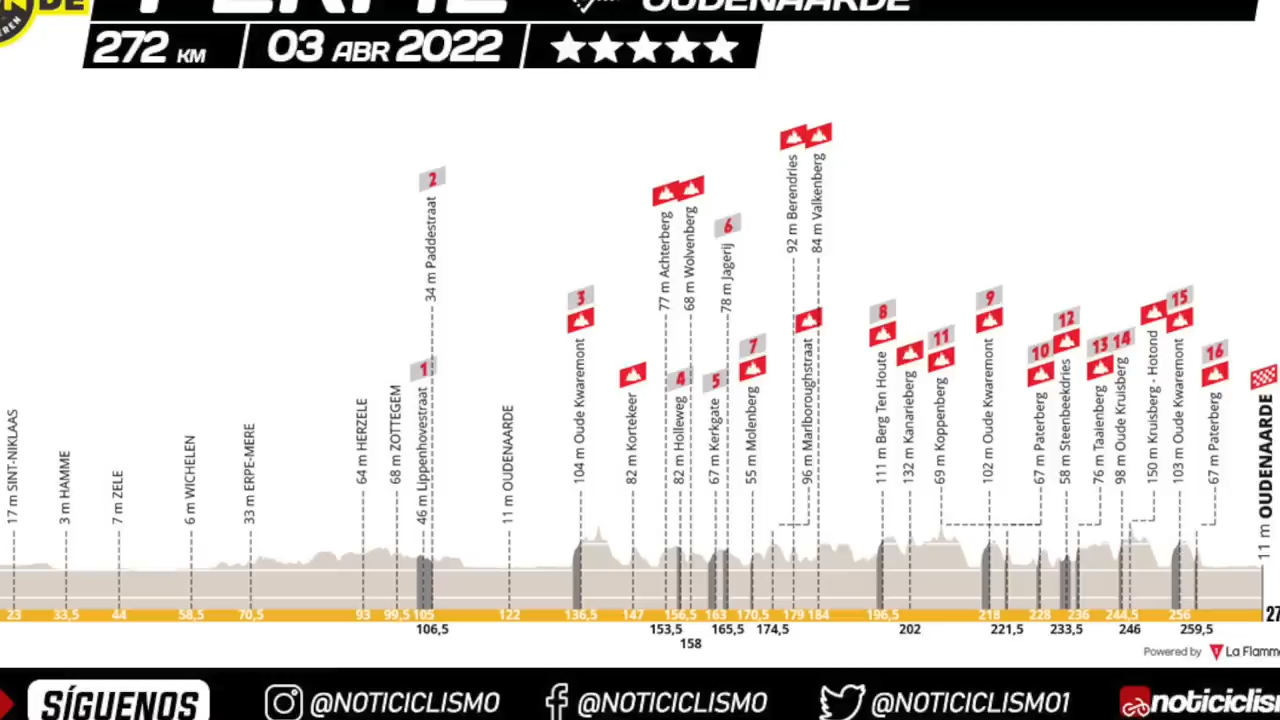 DE
PERFIL
OUDENAARDE
272 KM
03 ABR 2022
17 m SINT-NIKLAAS
3 m HAMME
7 m ZELE
6 m WICHELEN
33 m ERPE-MERE
64 m HERZELE
68 m ZOTTEGEM
1
46 m Lippenhovestraat
2
34 m Paddestraat
11 m OUDENAARDE
3
104 m Oude Kwaremont
82 m Kortekeer
77 m Achterberg
4
82 m Holleweg
68 m Wolvenberg
5
67 m Kerkgate
6
78 m Jagerij
7
55 m Molenberg
96 m Marlboroughstraat
92 m Berendries
84 m Valkenberg
8
111 m Berg Ten Houte
132 m Kanarieberg
11
69 m Koppenberg
9
102 m Oude Kwaremont
10
67 m Paterberg
12
58 m Steenbeekdries
13
76 m Taaienberg
14
98 m Oude Kruisberg
150 m Kruisberg - Hotond
15
103 m Oude Kwaremont
16
67 m Paterberg
11 m OUDENAARDE
23 33,5 44 58,5 70,5 93 99,5 105 122 136,5 147 156,5 163 170,5 179 184 196,5 218 228 236 244,5 256 27
106,5 153,5 165,5 174,5 202 221,5 233,5 246 259,5
158
Powered by La Flamme
SÍGUENOS
@NOTICICLISMO
@NOTICICLISMO
@NOTICICLISMO1
noticiclis